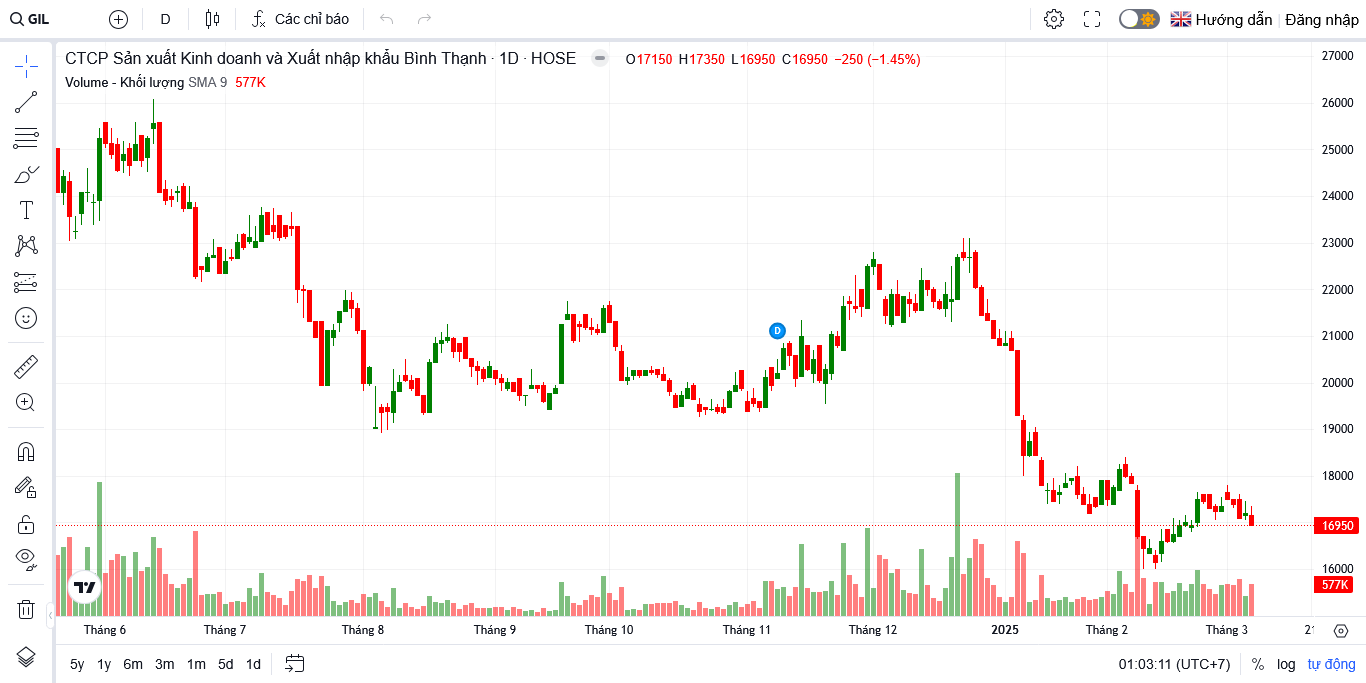 GIL D Các chỉ báo Hướng dẫn Đăng nhập
CTCP Sản xuất Kinh doanh và Xuất nhập khẩu Bình Thạnh · 1D · HOSE O17150 H17350 L16950 C16950 −250 (−1.45%)
Volume - Khối lượng SMA 9 577K
27000
26000
25000
24000
23000
22000
21000
20000
19000
18000
16950
16000
577K
D
Tháng 6 Tháng 7 Tháng 8 Tháng 9 Tháng 10 Tháng 11 Tháng 12 2025 Tháng 2 Tháng 3
5y 1y 6m 3m 1m 5d 1d 01:03:11 (UTC+7) % log tự động